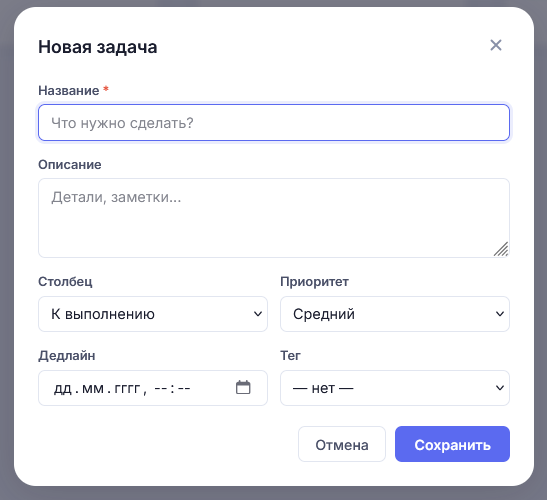 Новая задача
Название *
Что нужно сделать?
Описание
Детали, заметки...
Столбец Приоритет
К выполнению Средний
Дедлайн Тег
дд.мм.гггг, --:-- — нет —
Отмена Сохранить